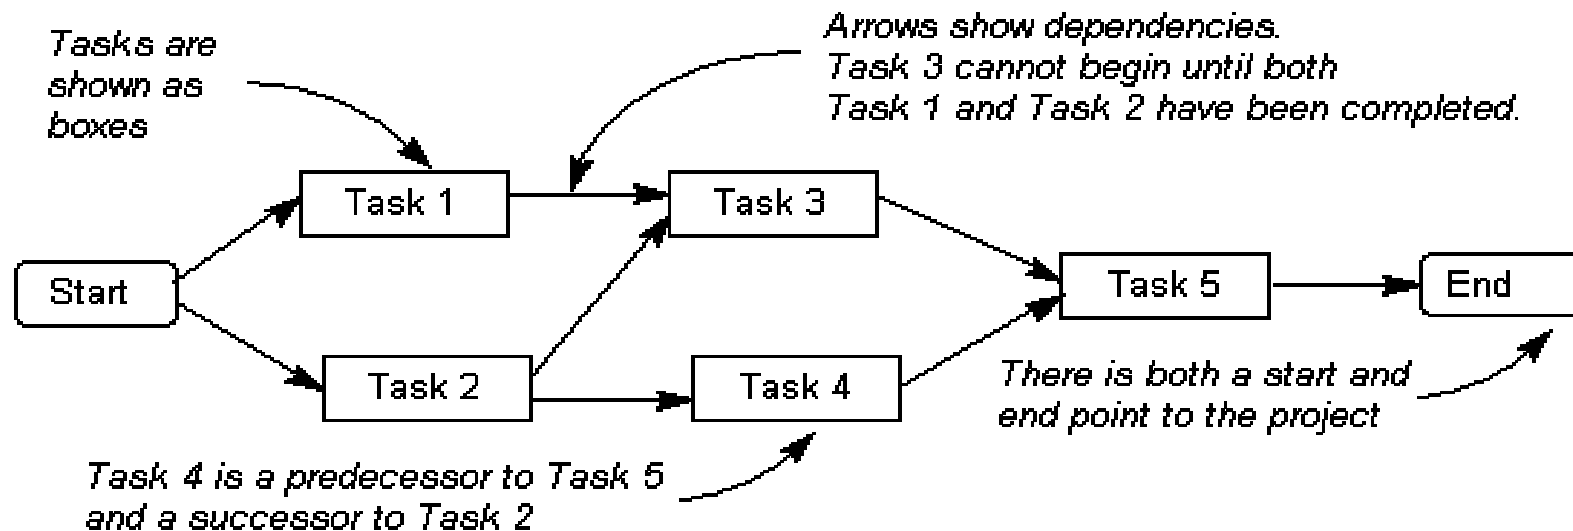 Tasks are
shown as
boxes
Arrows show dependencies.
Task 3 cannot begin until both
Task 1 and Task 2 have been completed.
Task 1
Task 3
Start
Task 5
End
Task 2
Task 4
There is both a start and
end point to the project
Task 4 is a predecessor to Task 5
and a successor to Task 2